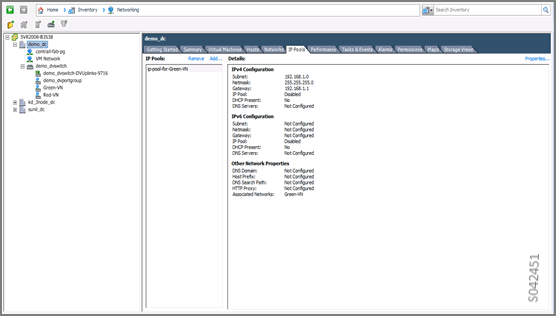 Home
Inventory
Networking
Search Inventory
SVR2008-B3538
demo_dc
contrail-fab-pg
VM Network
demo_dvswitch
demo_dvswitch-DVUplinks-9716
demo_dvportgroup
Green-VN
Red-VN
kd_3node_dc
sunil_dc
demo_dc
Getting Started Summary Virtual Machines Hosts Networks IP Pools Performance Tasks & Events Alarms Permissions Maps Storage Views
IP Pools: Remove Add...
ip-pool-for-Green-VN
Details: Properties...
IPv4 Configuration
Subnet: 192.168.1.0
Netmask: 255.255.255.0
Gateway: 192.168.1.1
IP Pool: Disabled
DHCP Present: No
DNS Servers: Not Configured
IPv6 Configuration
Subnet: Not Configured
Netmask: Not Configured
Gateway: Not Configured
IP Pool: Disabled
DHCP Present: No
DNS Servers: Not Configured
Other Network Properties
DNS Domain: Not Configured
Host Prefix: Not Configured
DNS Search Path: Not Configured
HTTP Proxy: Not Configured
Associated Networks: Green-VN
S042451